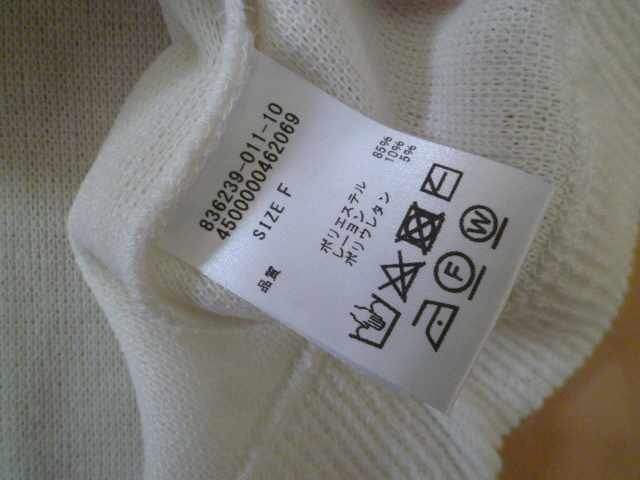 836239-011-10
4500000462069
SIZE F
品質
ポリエステル 85%
レーヨン 10%
ポリウレタン 5%
F
W